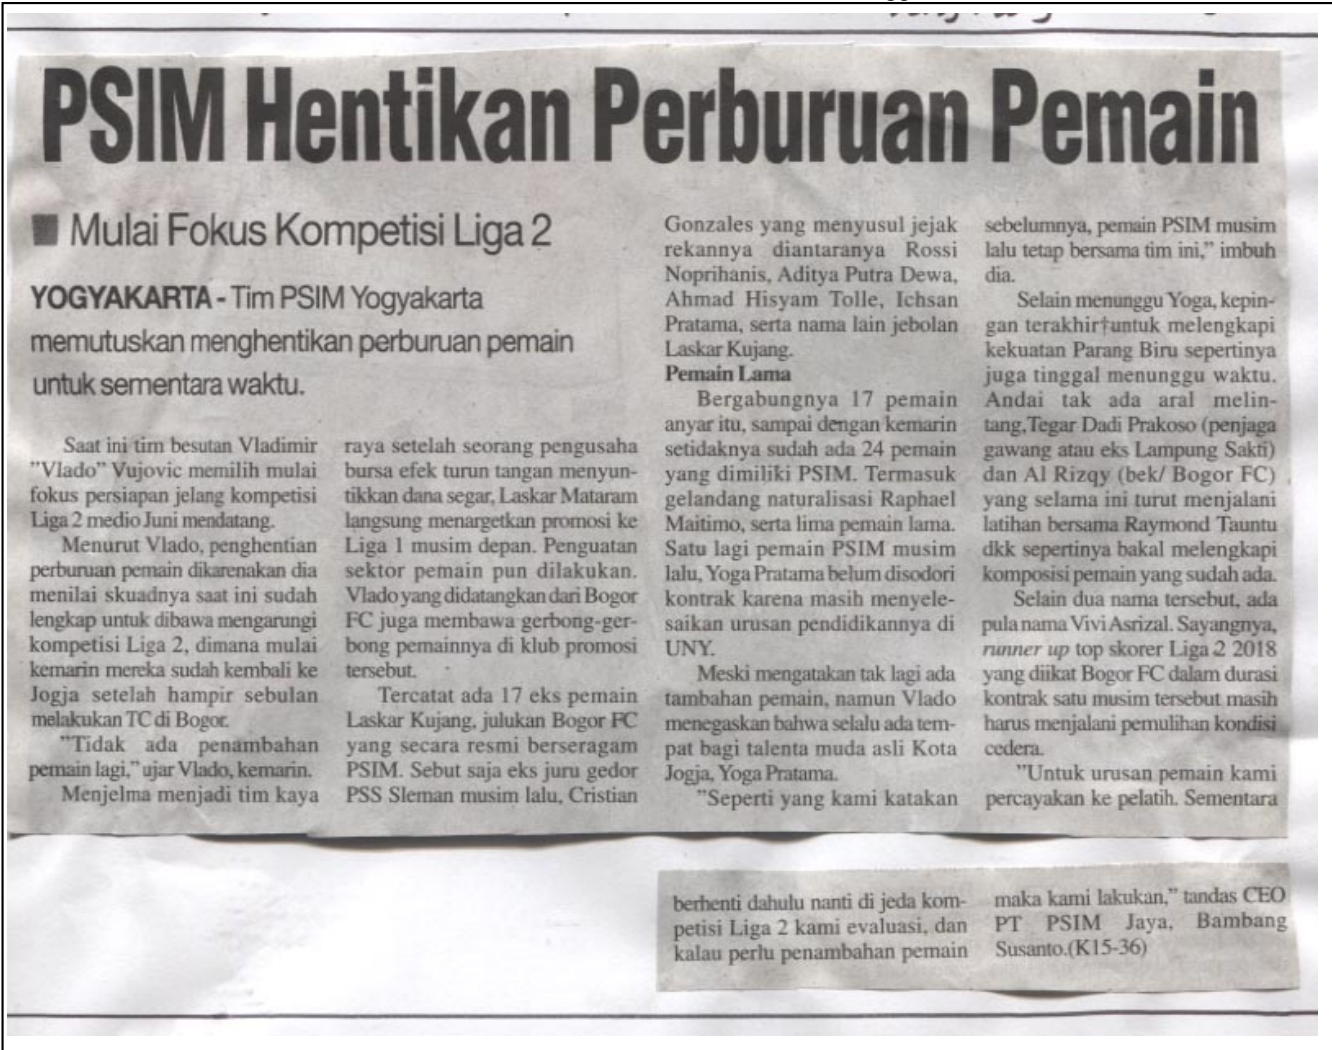 PSIM Hentikan Perburuan Pemain
■ Mulai Fokus Kompetisi Liga 2
YOGYAKARTA - Tim PSIM Yogyakarta
memutuskan menghentikan perburuan pemain
untuk sementara waktu.
Saat ini tim besutan Vladimir
"Vlado" Vujovic memilih mulai
fokus persiapan jelang kompetisi
Liga 2 medio Juni mendatang.
Menurut Vlado, penghentian
perburuan pemain dikarenakan dia
menilai skuadnya saat ini sudah
lengkap untuk dibawa mengarungi
kompetisi Liga 2, dimana mulai
kemarin mereka sudah kembali ke
Jogja setelah hampir sebulan
melakukan TC di Bogor.
"Tidak ada penambahan
pemain lagi," ujar Vlado, kemarin.
Menjelma menjadi tim kaya
raya setelah seorang pengusaha
bursa efek turun tangan menyun-
tikkan dana segar, Laskar Mataram
langsung menargetkan promosi ke
Liga 1 musim depan. Penguatan
sektor pemain pun dilakukan.
Vlado yang didatangkan dari Bogor
FC juga membawa gerbong-ger-
bong pemainnya di klub promosi
tersebut.
Tercatat ada 17 eks pemain
Laskar Kujang, julukan Bogor FC
yang secara resmi berseragam
PSIM. Sebut saja eks juru gedor
PSS Sleman musim lalu, Cristian
Gonzales yang menyusul jejak
rekannya diantaranya Rossi
Noprihanis, Aditya Putra Dewa,
Ahmad Hisyam Tolle, Ichsan
Pratama, serta nama lain jebolan
Laskar Kujang.
Pemain Lama
Bergabungnya 17 pemain
anyar itu, sampai dengan kemarin
setidaknya sudah ada 24 pemain
yang dimiliki PSIM. Termasuk
gelandang naturalisasi Raphael
Maitimo, serta lima pemain lama.
Satu lagi pemain PSIM musim
lalu, Yoga Pratama belum disodori
kontrak karena masih menyele-
saikan urusan pendidikannya di
UNY.
Meski mengatakan tak lagi ada
tambahan pemain, namun Vlado
menegaskan bahwa selalu ada tem-
pat bagi talenta muda asli Kota
Jogja, Yoga Pratama.
"Seperti yang kami katakan
sebelumnya, pemain PSIM musim
lalu tetap bersama tim ini," imbuh
dia.
Selain menunggu Yoga, kepin-
gan terakhir†untuk melengkapi
kekuatan Parang Biru sepertinya
juga tinggal menunggu waktu.
Andai tak ada aral melin-
tang,Tegar Dadi Prakoso (penjaga
gawang atau eks Lampung Sakti)
dan Al Rizqy (bek/ Bogor FC)
yang selama ini turut menjalani
latihan bersama Raymond Tauntu
dkk sepertinya bakal melengkapi
komposisi pemain yang sudah ada.
Selain dua nama tersebut, ada
pula nama Vivi Asrizal. Sayangnya,
runner up top skorer Liga 2 2018
yang diikat Bogor FC dalam durasi
kontrak satu musim tersebut masih
harus menjalani pemulihan kondisi
cedera.
"Untuk urusan pemain kami
percayakan ke pelatih. Sementara
berhenti dahulu nanti di jeda kom-
petisi Liga 2 kami evaluasi, dan
kalau perlu penambahan pemain
maka kami lakukan," tandas CEO
PT PSIM Jaya, Bambang
Susanto.(K15-36)